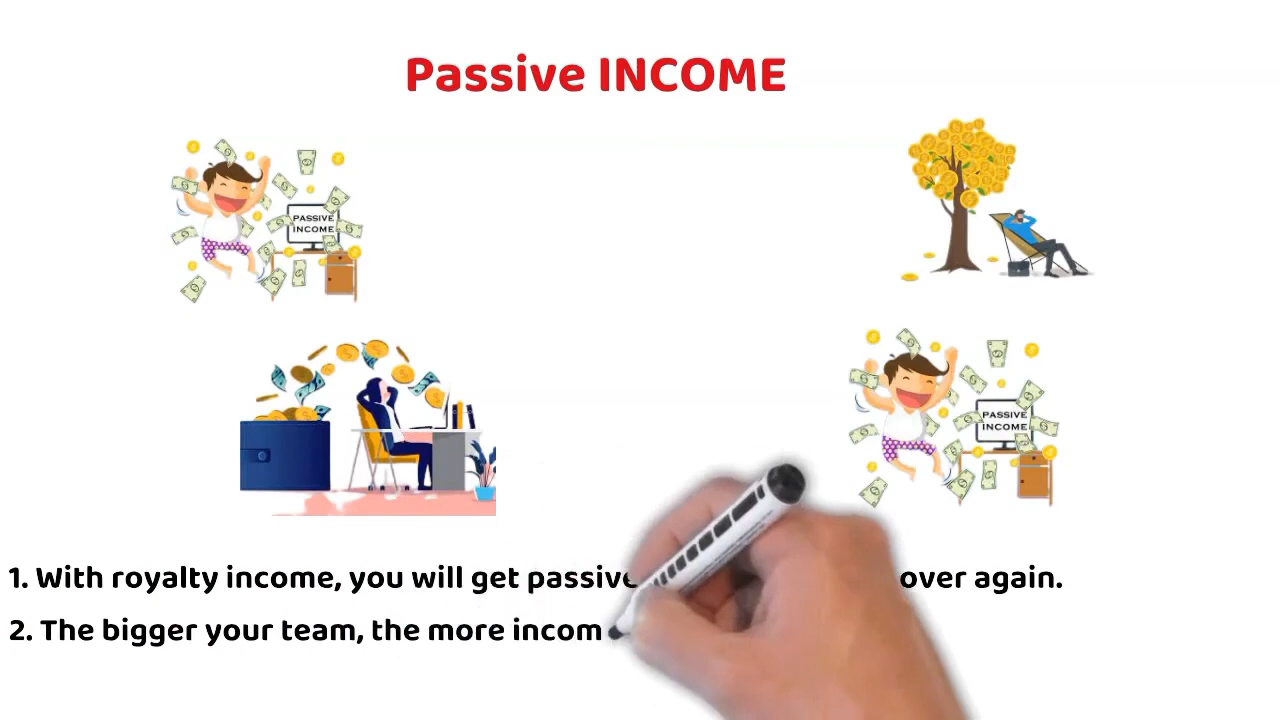 Passive INCOME
PASSIVE
INCOME
PASSIVE
INCOME
1. With royalty income, you will get passive over again.
2. The bigger your team, the more incom